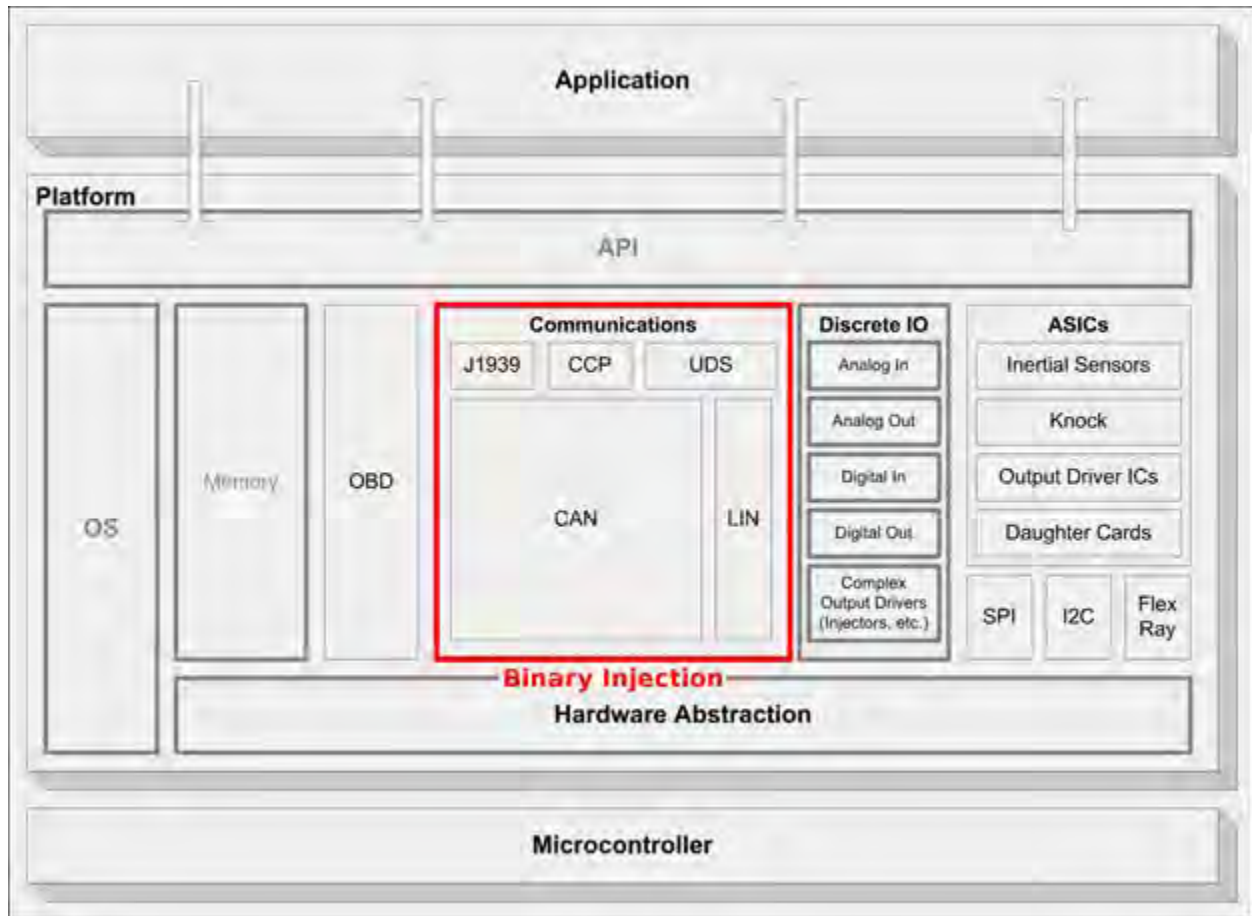 Application
Platform
API
OS
Memory
OBD
Communications
J1939
CCP
UDS
CAN
LIN
Discrete IO
Analog In
Analog Out
Digital In
Digital Out
Complex
Output Drivers
(Injectors, etc.)
ASICs
Inertial Sensors
Knock
Output Driver ICs
Daughter Cards
SPI
I2C
Flex
Ray
Binary Injection
Hardware Abstraction
Microcontroller